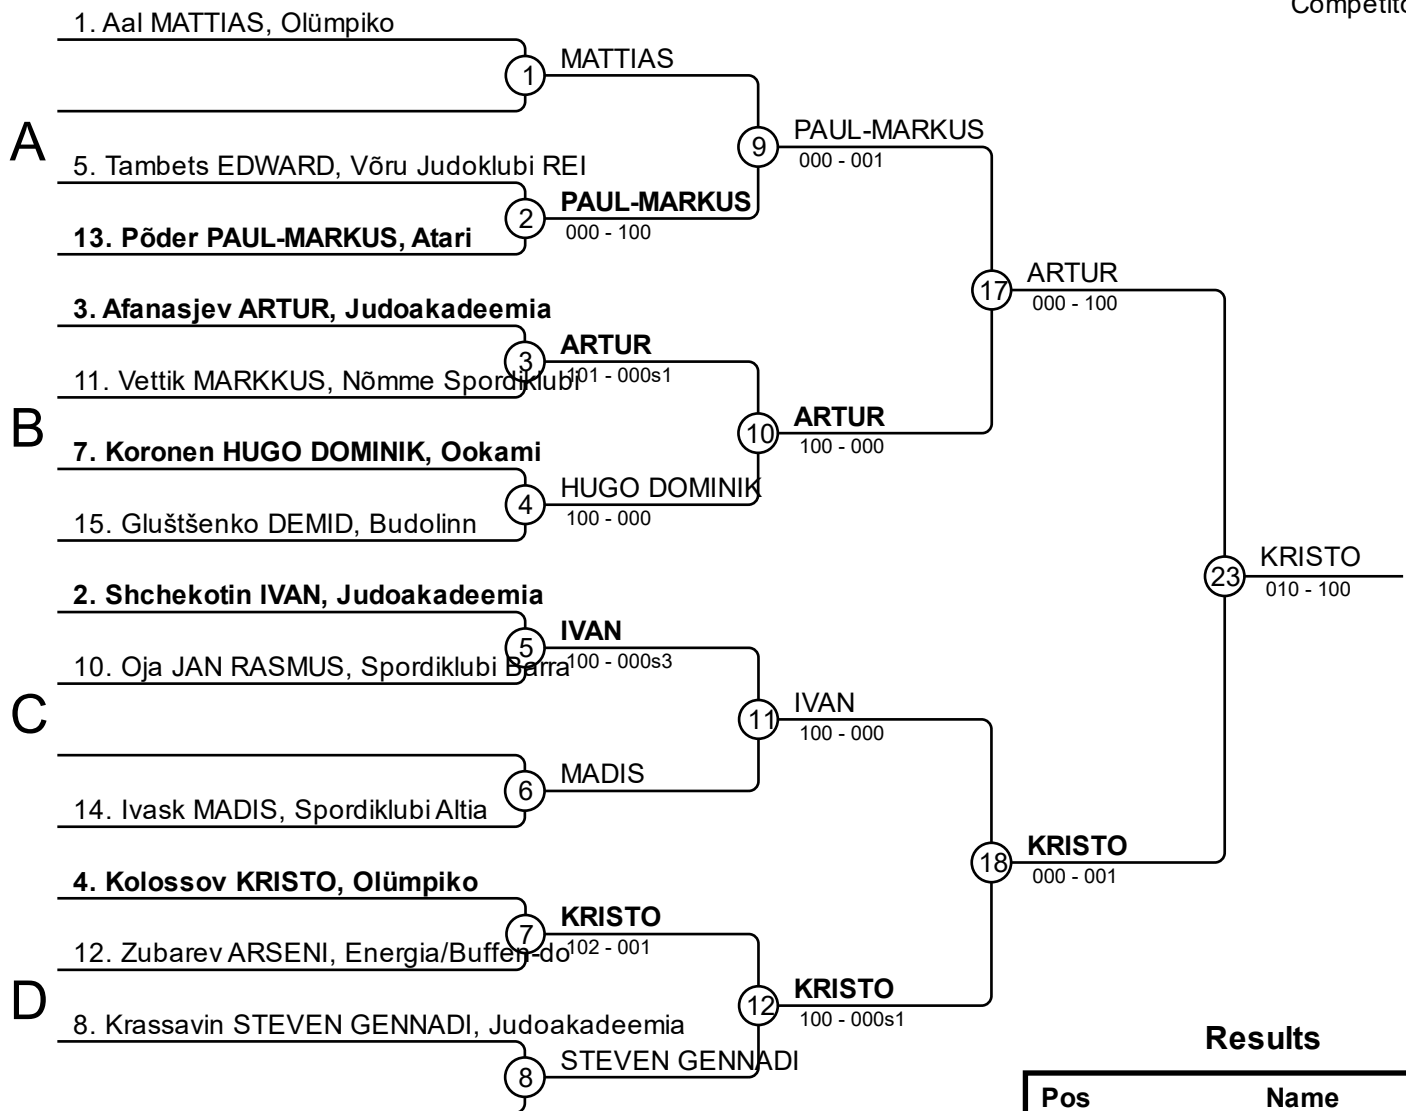 Competito
1. Aal MATTIAS, Olümpiko
1
MATTIAS
A
9
PAUL-MARKUS
000 - 001
5. Tambets EDWARD, Võru Judoklubi REI
2
PAUL-MARKUS
000 - 100
13. Põder PAUL-MARKUS, Atari
17
ARTUR
000 - 100
3. Afanasjev ARTUR, Judoakadeemia
3
ARTUR
101 - 000s1
11. Vettik MARKKUS, Nõmme Spordiklubi
B
10
ARTUR
100 - 000
7. Koronen HUGO DOMINIK, Ookami
4
HUGO DOMINIK
100 - 000
15. Gluštšenko DEMID, Budolinn
23
KRISTO
010 - 100
2. Shchekotin IVAN, Judoakadeemia
5
IVAN
100 - 000s3
10. Oja JAN RASMUS, Spordiklubi Barra
C
11
IVAN
100 - 000
6
MADIS
14. Ivask MADIS, Spordiklubi Altia
18
KRISTO
000 - 001
4. Kolossov KRISTO, Olümpiko
7
KRISTO
102 - 001
12. Zubarev ARSENI, Energia/Buffen-do
D
12
KRISTO
100 - 000s1
8. Krassavin STEVEN GENNADI, Judoakadeemia
8
STEVEN GENNADI
Results
Pos Name